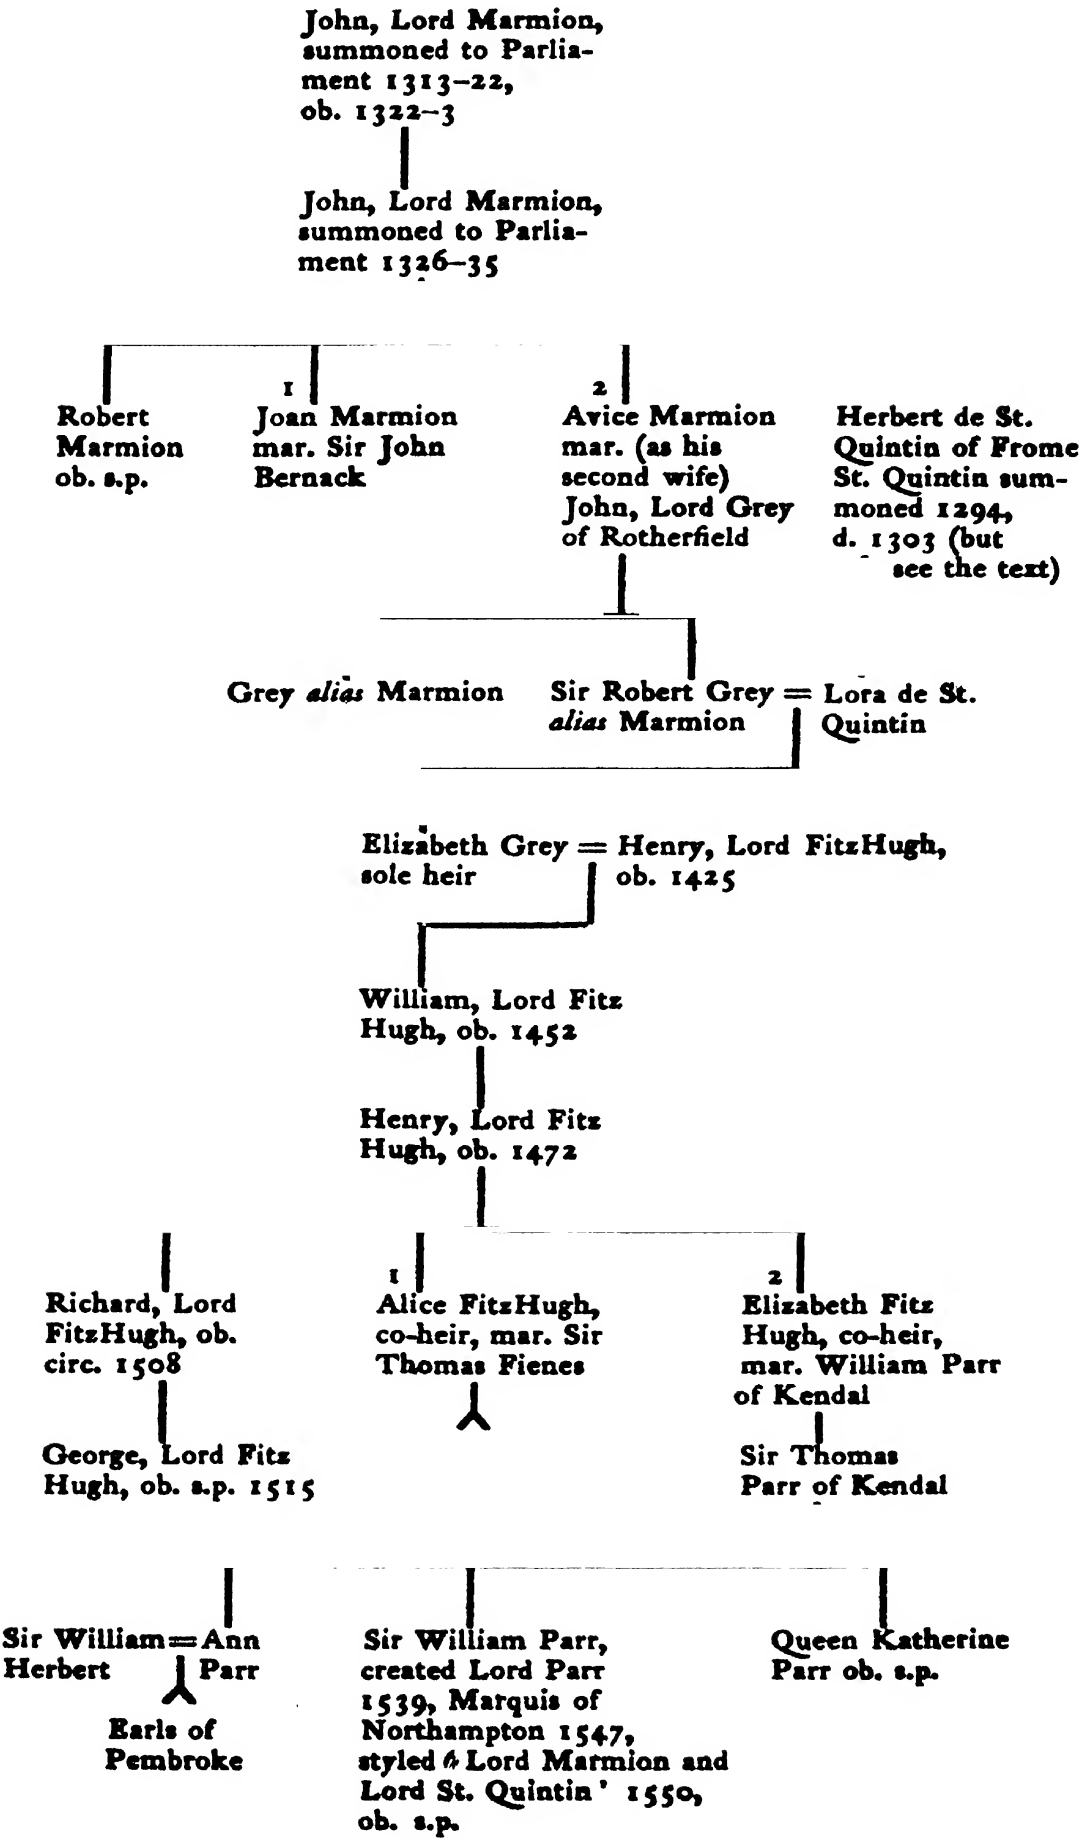 John, Lord Marmion,
summoned to Parlia-
ment 1313–22,
ob. 1322–3
John, Lord Marmion,
summoned to Parlia-
ment 1326–35
Robert
Marmion
ob. s.p.
1
Joan Marmion
mar. Sir John
Bernack
2
Avice Marmion
mar. (as his
second wife)
John, Lord Grey
of Rotherfield
Herbert de St.
Quintin of Frome
St. Quintin sum-
moned 1294,
d. 1303 (but
see the text)
Grey alias Marmion
Sir Robert Grey = Lora de St.
alias Marmion Quintin
Elizabeth Grey = Henry, Lord FitzHugh,
sole heir ob. 1425
William, Lord Fitz
Hugh, ob. 1452
Henry, Lord Fitz
Hugh, ob. 1472
Richard, Lord
FitzHugh, ob.
circ. 1508
1
Alice FitzHugh,
co-heir, mar. Sir
Thomas Fienes
2
Elizabeth Fitz
Hugh, co-heir,
mar. William Parr
of Kendal
George, Lord Fitz
Hugh, ob. s.p. 1515
Sir Thomas
Parr of Kendal
Sir William = Ann
Herbert Parr
Earls of
Pembroke
Sir William Parr,
created Lord Parr
1539, Marquis of
Northampton 1547,
styled ‘Lord Marmion and
Lord St. Quintin’ 1550,
ob. s.p.
Queen Katherine
Parr ob. s.p.